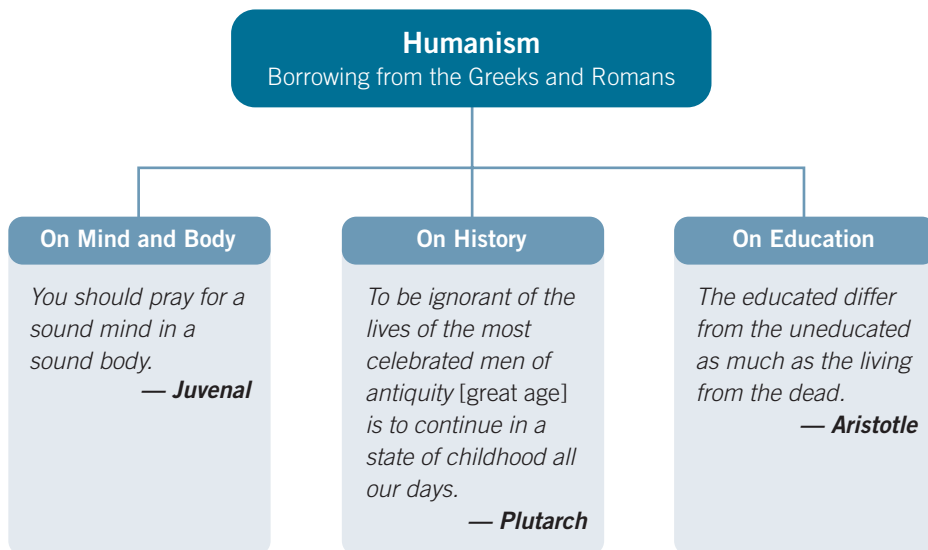 Humanism
Borrowing from the Greeks and Romans
On Mind and Body
You should pray for a
sound mind in a
sound body.
— Juvenal
On History
To be ignorant of the
lives of the most
celebrated men of
antiquity [great age]
is to continue in a
state of childhood all
our days.
— Plutarch
On Education
The educated differ
from the uneducated
as much as the living
from the dead.
— Aristotle